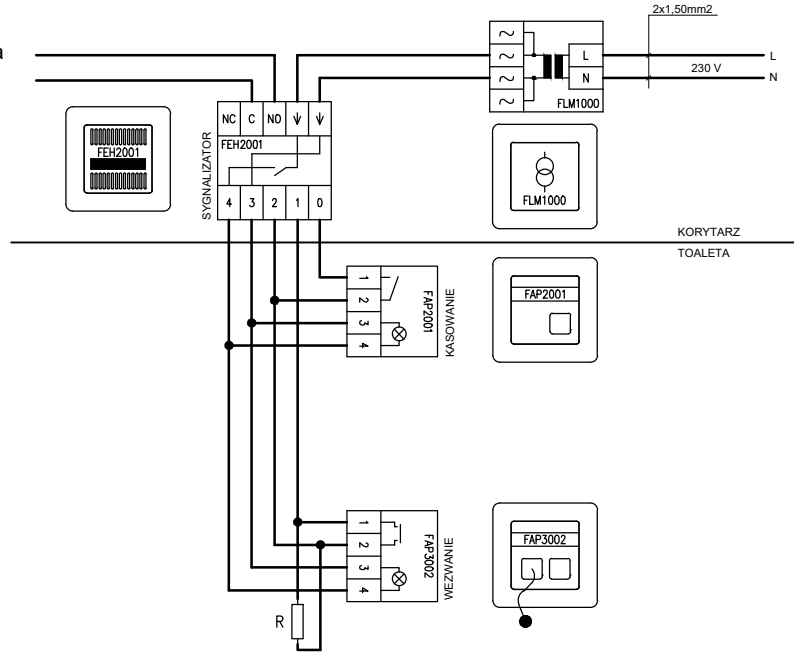 2x1,50mm2
a
L
L
N
230 V
N
FLM1000
NC C NO
FEH2001
SYGNALIZATOR
4 3 2 1 0
FEH2001
FLM1000
KORYTARZ
TOALETA
1
2
3
4
FAP2001
KASOWANIE
FAP2001
1
2
3
4
FAP3002
WEZWANIE
FAP3002
R